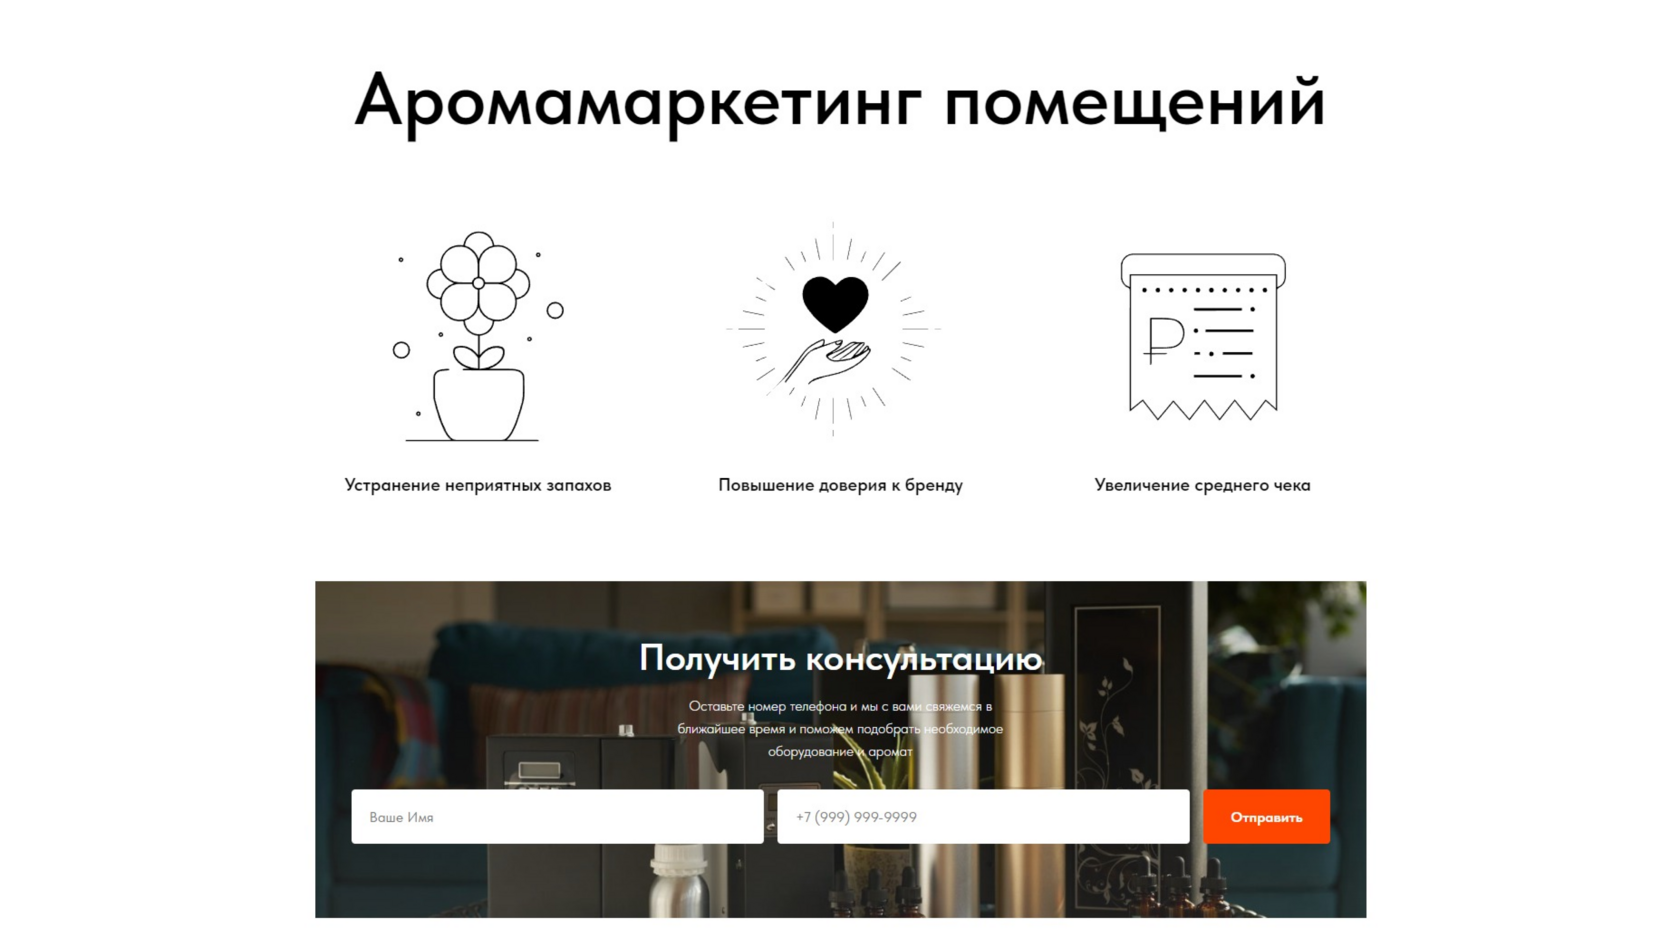 Аромамаркетинг помещений
Устранение неприятных запахов
Повышение доверия к бренду
₽
Увеличение среднего чека
Получить консультацию
Оставьте номер телефона и мы с вами свяжемся в
ближайшее время и поможем подобрать необходимое
оборудование и аромат
Ваше Имя
+7 (999) 999-9999
Отправить